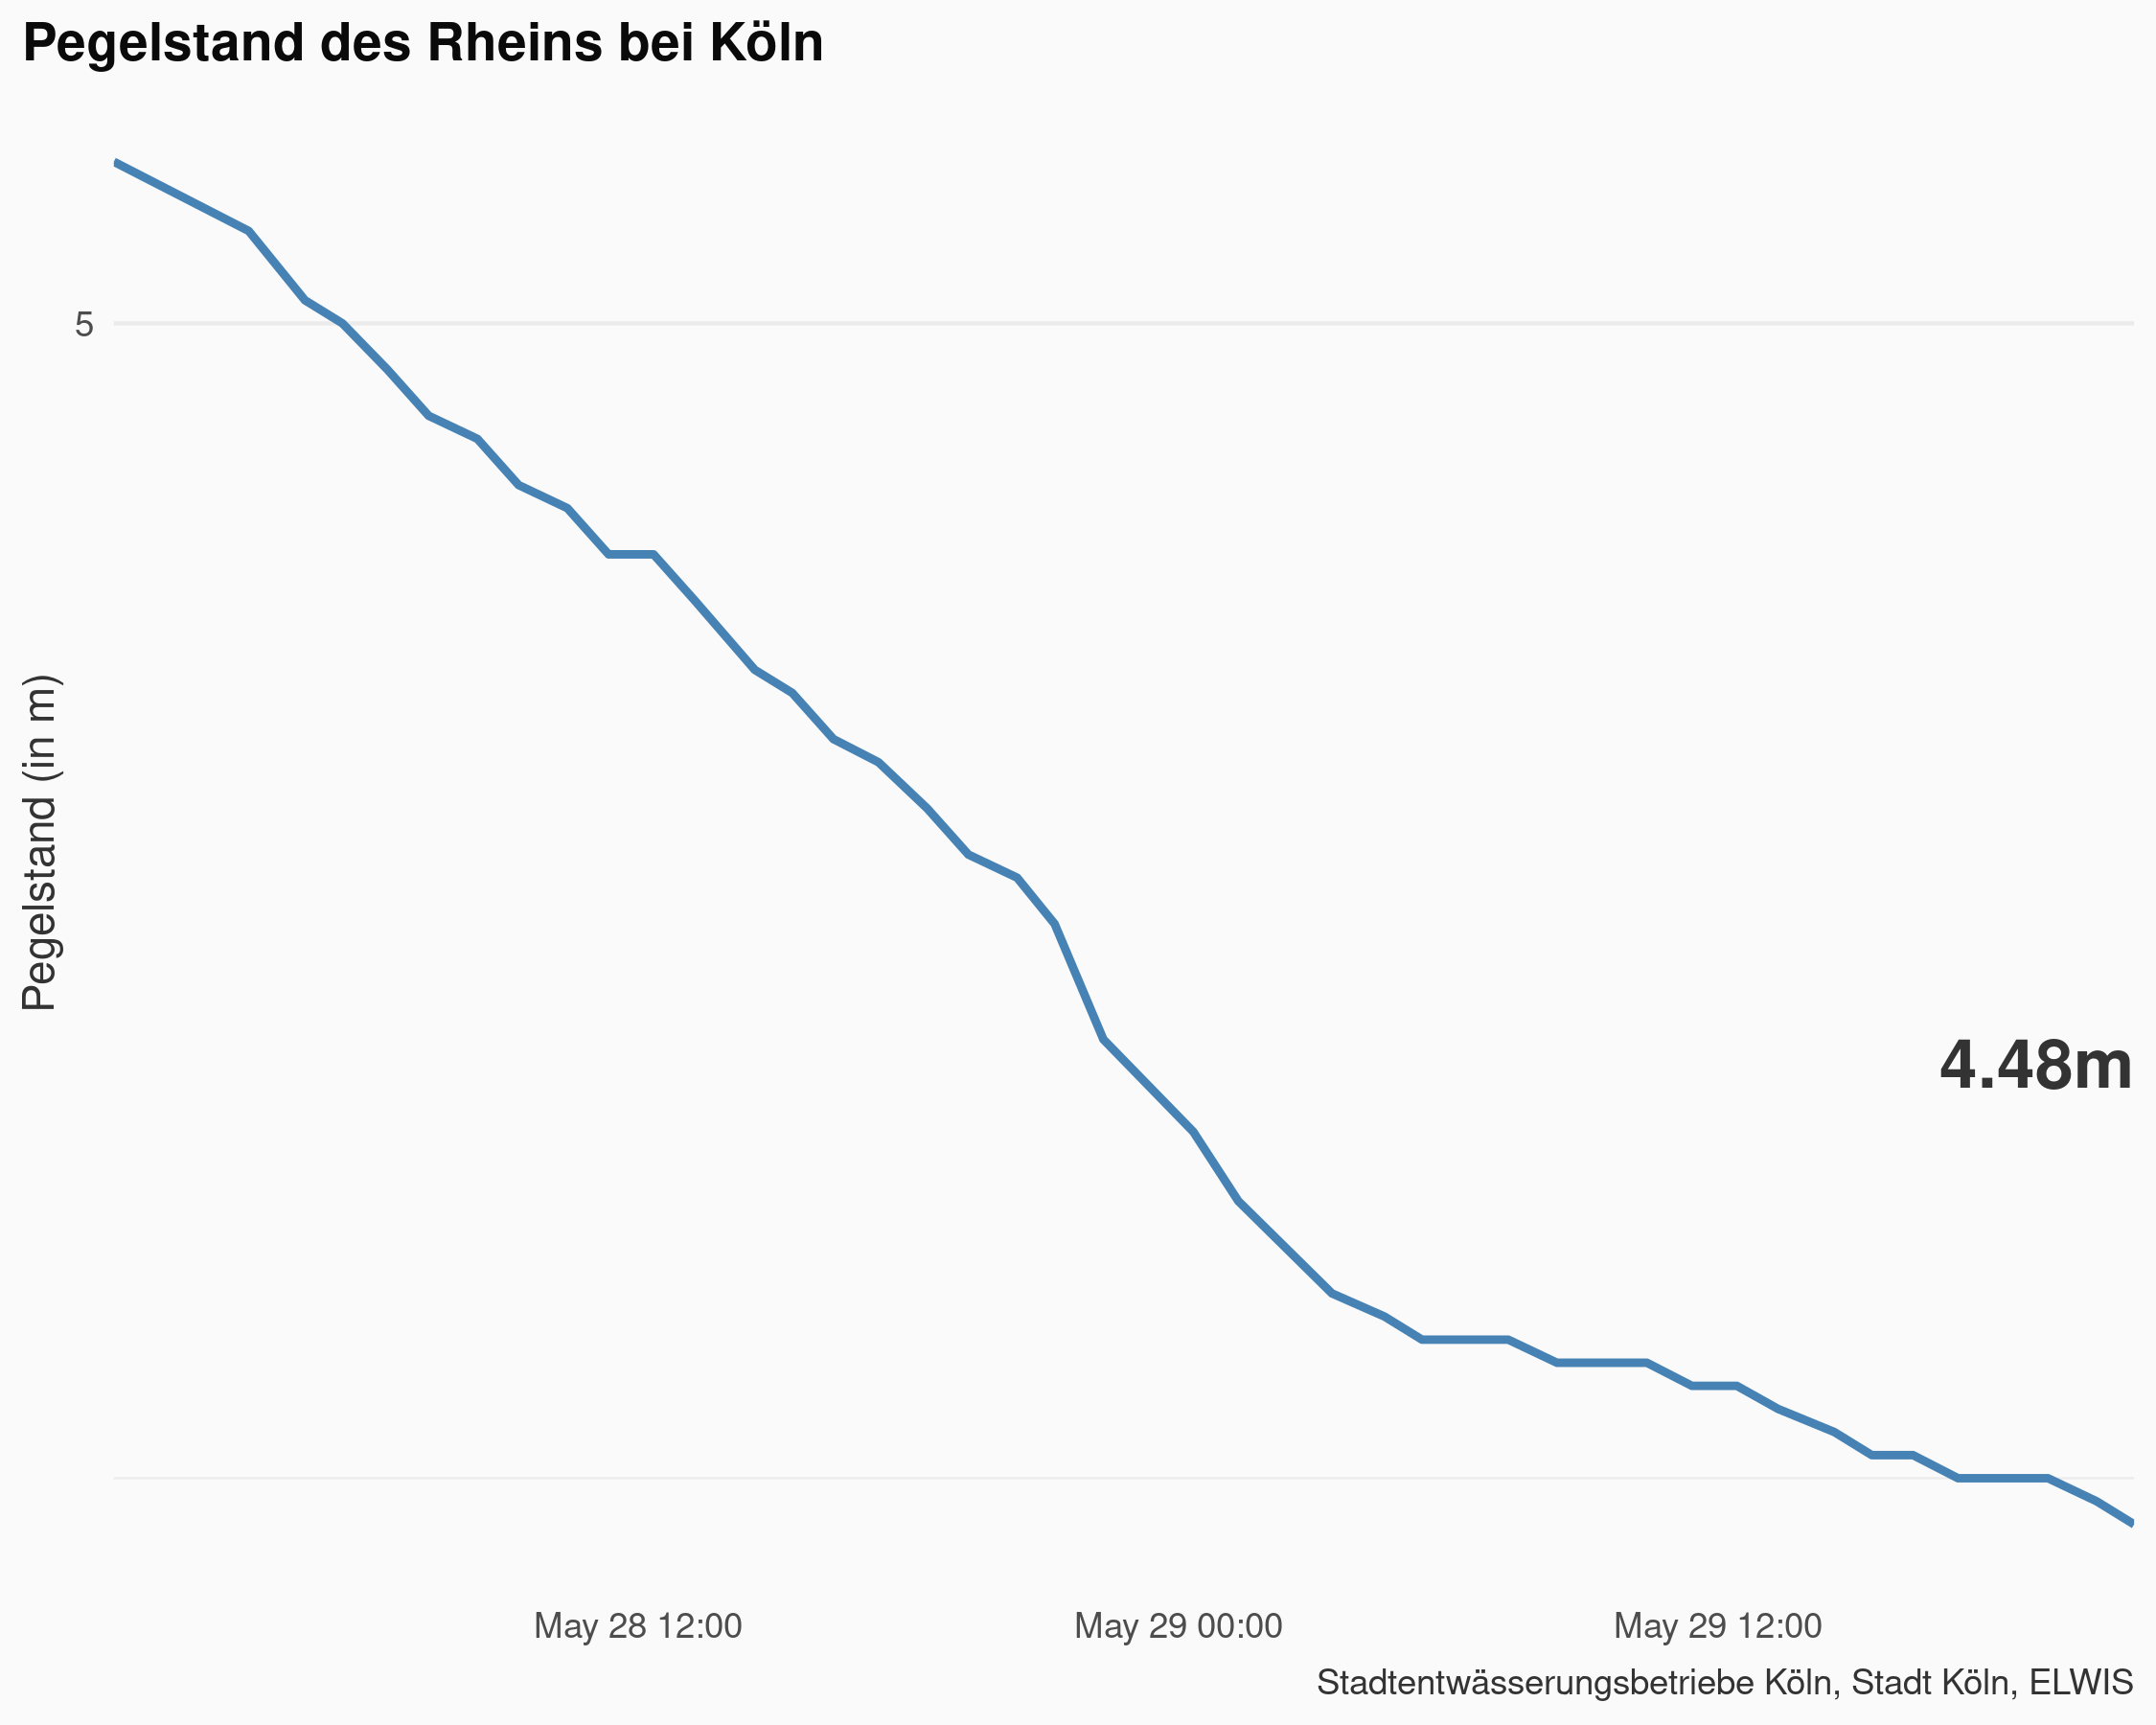 Pegelstand des Rheins bei Köln
5
Pegelstand (in m)
4.48m
May 28 12:00
May 29 00:00
May 29 12:00
Stadtentwässerungsbetriebe Köln, Stadt Köln, ELWIS